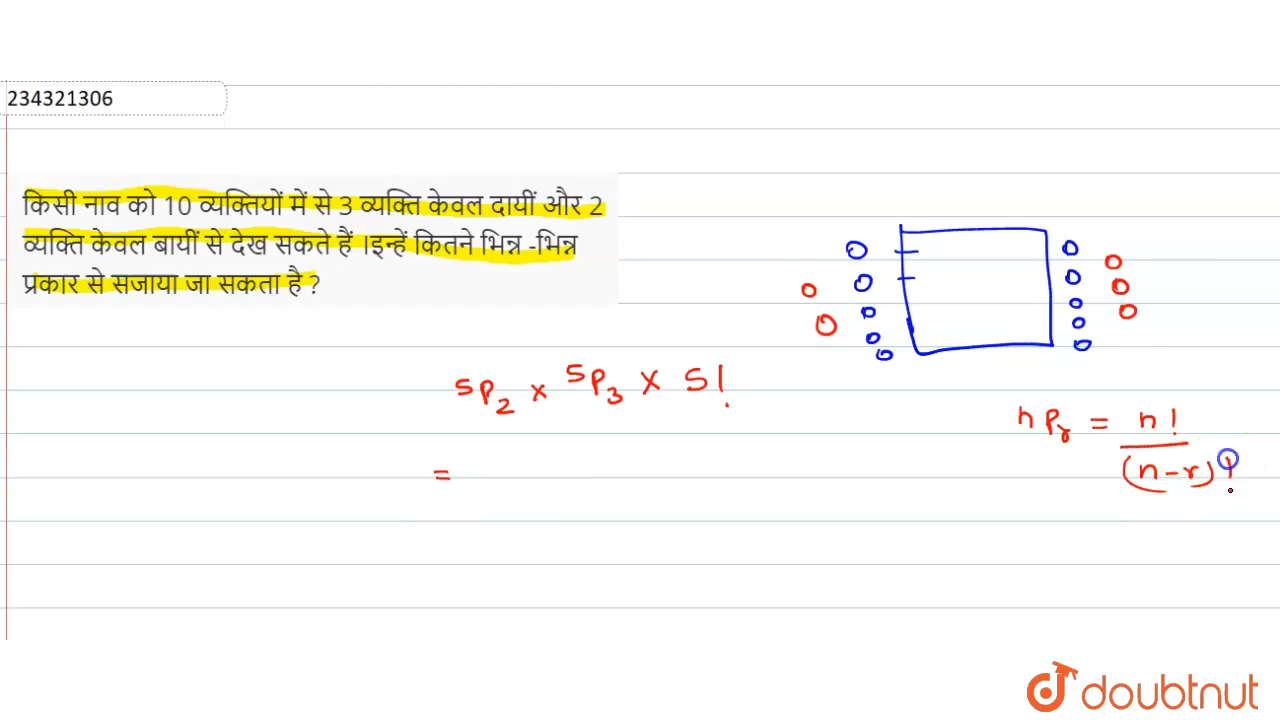 234321306
किसी नाव को 10 व्यक्तियों में से 3 व्यक्ति केवल दायीं और 2
व्यक्ति केवल बायीं से देख सकते हैं ।इन्हें कितने भिन्न -भिन्न
प्रकार से सजाया जा सकता है ?
⁵P₂ × ⁵P₃ × 5!
nPr = n! / (n-r)!
=
doubtnut